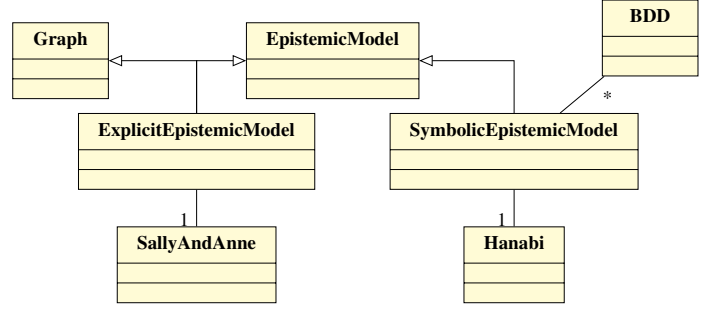 BDD
Graph
EpistemicModel
*
ExplicitEpistemicModel
SymbolicEpistemicModel
1
1
SallyAndAnne
Hanabi